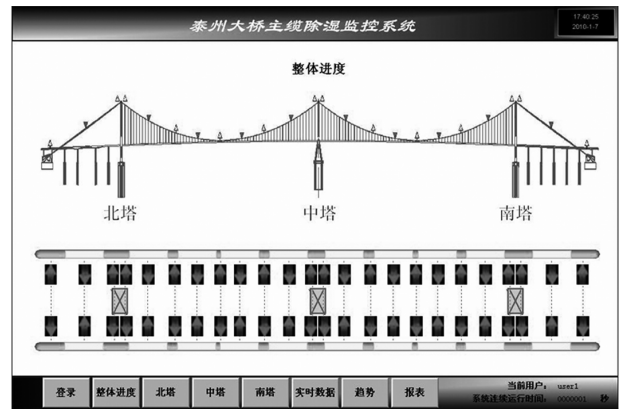 泰州大桥主缆除湿监控系统
17:40:25
2010-1-7
整体进度
北塔
中塔
南塔
登录
整体进度
北塔
中塔
南塔
实时数据
趋势
报表
当前用户： user1
系统连续运行时间： 0000001 秒